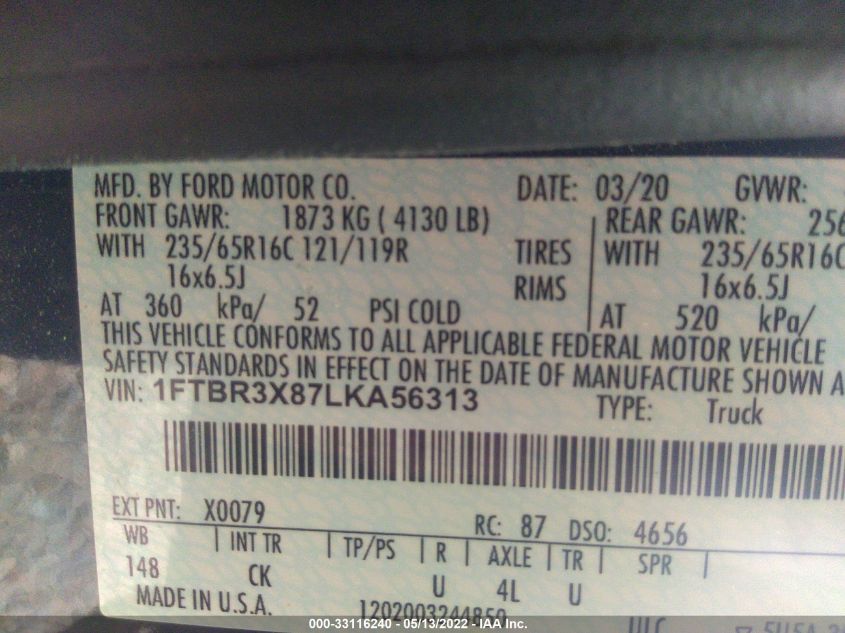 MFD. BY FORD MOTOR CO. DATE: 03/20 GVWR:
FRONT GAWR: 1873 KG ( 4130 LB) REAR GAWR: 256
WITH 235/65R16C 121/119R TIRES WITH 235/65R16C
16x6.5J RIMS 16x6.5J
AT 360 kPa/ 52 PSI COLD AT 520 kPa/
THIS VEHICLE CONFORMS TO ALL APPLICABLE FEDERAL MOTOR VEHICLE
SAFETY STANDARDS IN EFFECT ON THE DATE OF MANUFACTURE SHOWN A
VIN: 1FTBR3X87LKA56313 TYPE: Truck
EXT PNT: X0079 RC: 87 DSO: 4656
WB INT TR TP/PS R AXLE TR SPR
148 CK U 4L U
MADE IN U.S.A. 1202003244850
000-33116240 - 05/13/2022 - IAA Inc.